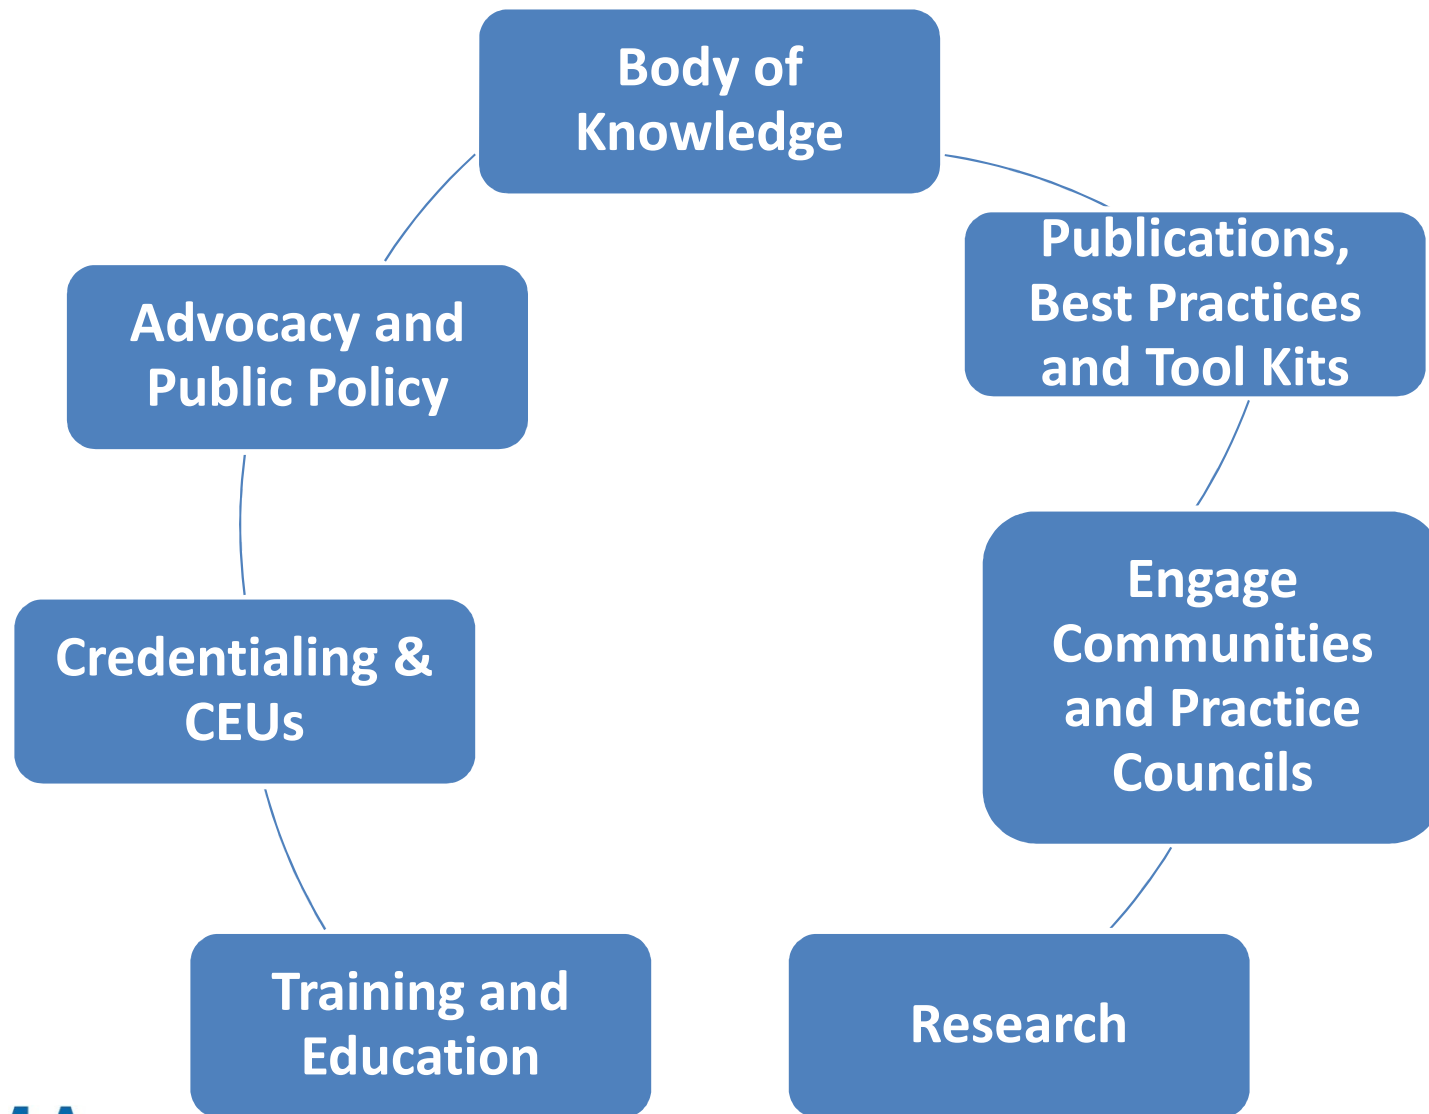 Body of
Knowledge
Publications,
Best Practices
and Tool Kits
Advocacy and
Public Policy
Engage
Communities
and Practice
Councils
Credentialing &
CEUs
Training and
Education
Research